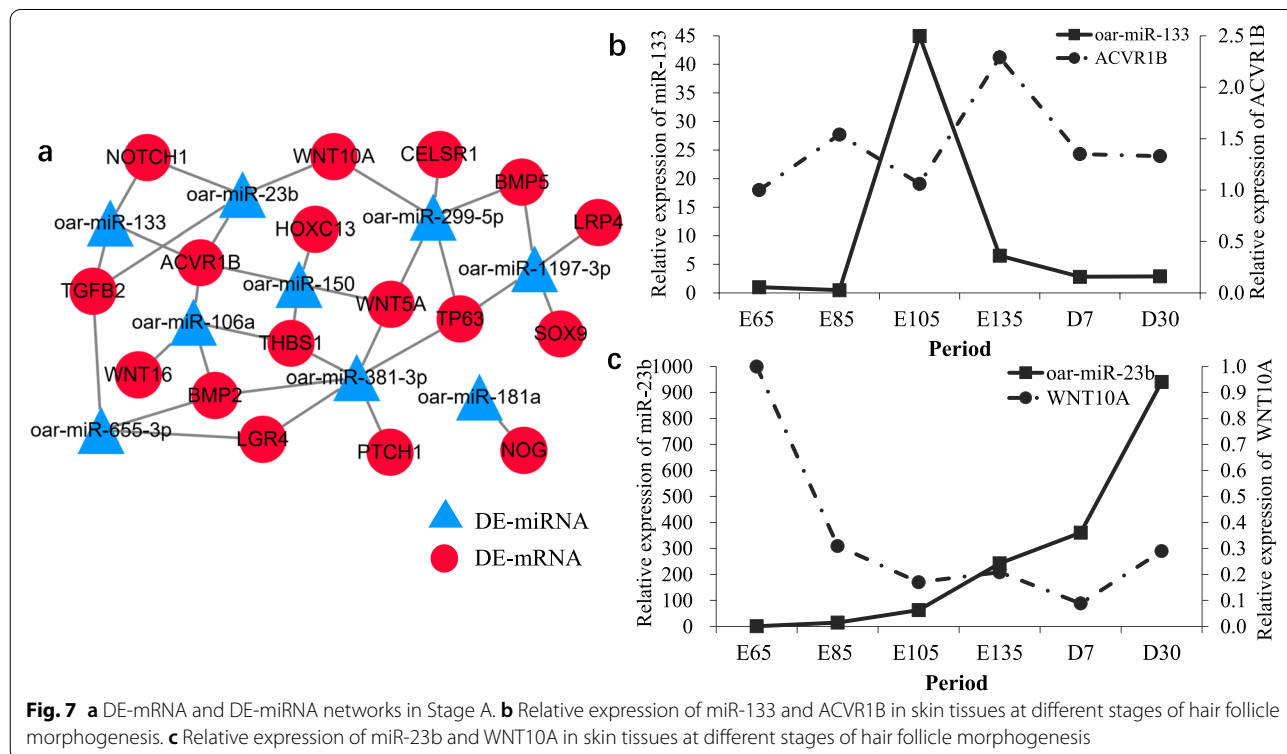 a
NOTCH1
WNT10A
CELSR1
BMP5
oar-miR-133
oar-miR-23b
HOXC13
oar-miR-299-5p
LRP4
ACVR1B
oar-miR-1197-3p
TGFB2
oar-miR-150
WNT5A
TP63
oar-miR-106a
THBS1
SOX9
WNT16
oar-miR-381-3p
BMP2
oar-miR-181a
oar-miR-655-3p
LGR4
PTCH1
NOG
DE-miRNA
DE-mRNA
b
oar-miR-133
ACVR1B
Relative expression of miR-133
45
40
35
30
25
20
15
10
5
0
Relative expression of ACVR1B
2.5
2.0
1.5
1.0
0.5
0.0
E65 E85 E105 E135 D7 D30
Period
c
oar-miR-23b
WNT10A
Relative expression of miR-23b
1000
900
800
700
600
500
400
300
200
100
0
Relative expression of WNT10A
1.0
0.9
0.8
0.7
0.6
0.5
0.4
0.3
0.2
0.1
0.0
E65 E85 E105 E135 D7 D30
Period
Fig. 7 a DE-mRNA and DE-miRNA networks in Stage A. b Relative expression of miR-133 and ACVR1B in skin tissues at different stages of hair follicle
morphogenesis. c Relative expression of miR-23b and WNT10A in skin tissues at different stages of hair follicle morphogenesis